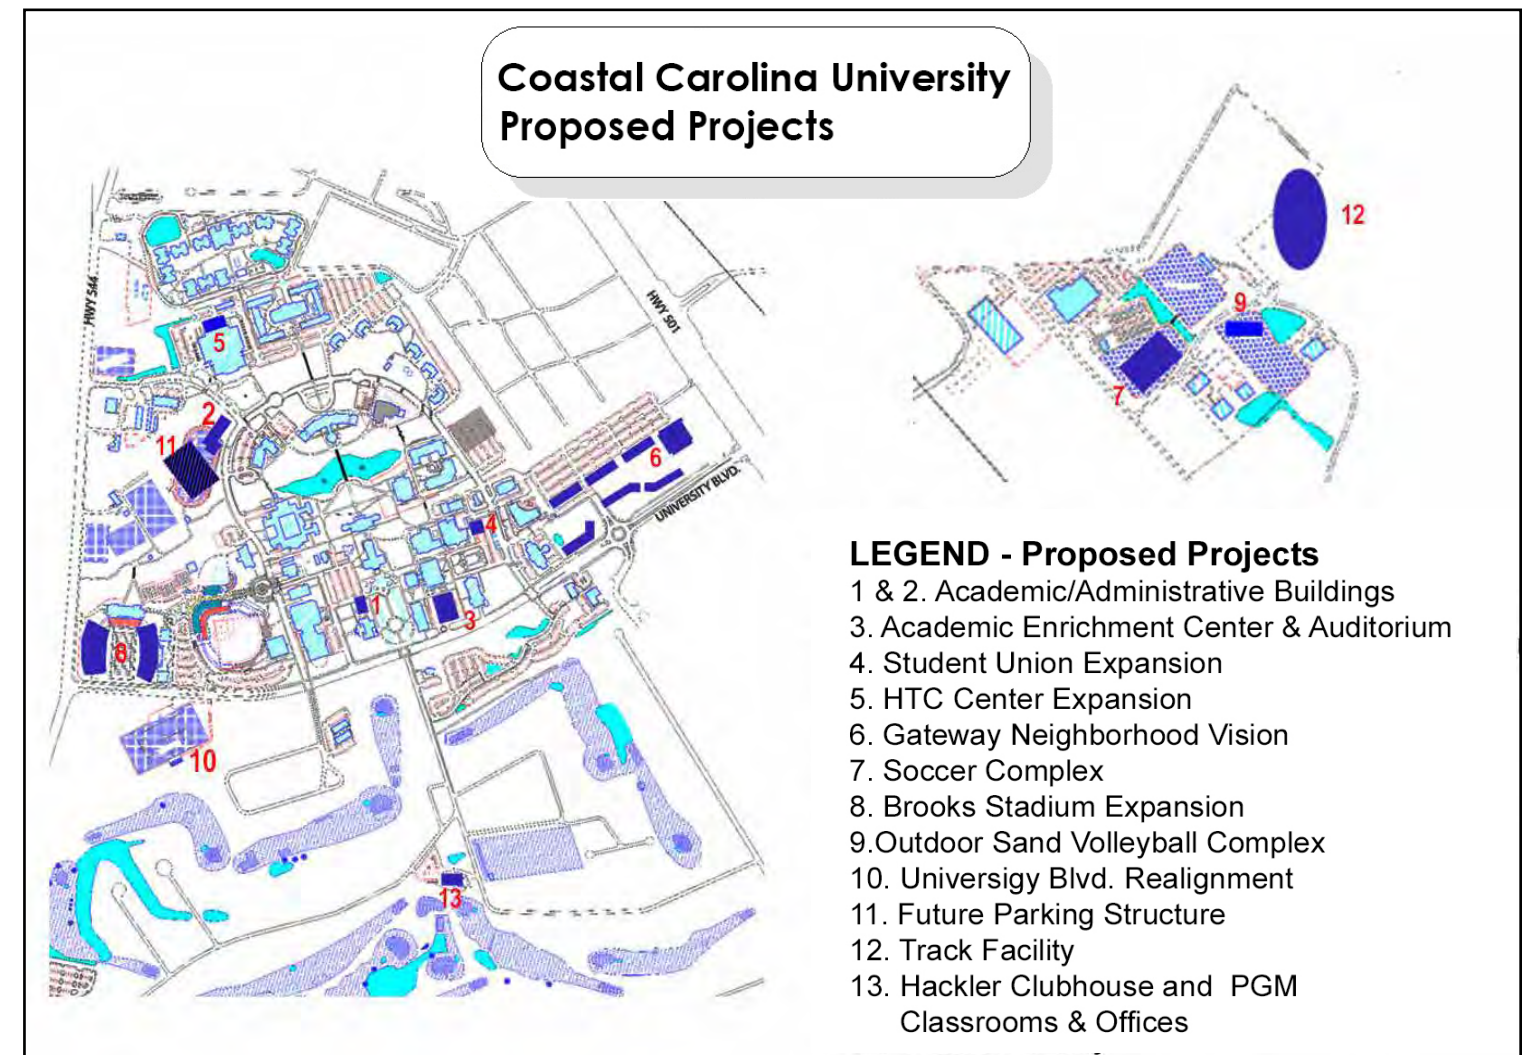 Coastal Carolina University
Proposed Projects
HWY 544
HWY 501
UNIVERSITY BLVD.
5
2
11
6
4
1
3
8
10
13
12
9
7
LEGEND - Proposed Projects
1 & 2. Academic/Administrative Buildings
3. Academic Enrichment Center & Auditorium
4. Student Union Expansion
5. HTC Center Expansion
6. Gateway Neighborhood Vision
7. Soccer Complex
8. Brooks Stadium Expansion
9.Outdoor Sand Volleyball Complex
10. Universigy Blvd. Realignment
11. Future Parking Structure
12. Track Facility
13. Hackler Clubhouse and PGM
Classrooms & Offices